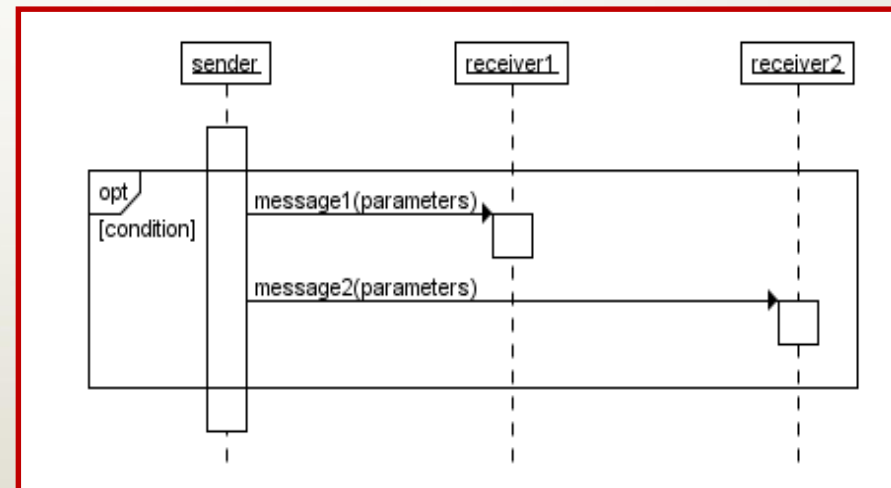 sender
receiver1
receiver2
opt
message1(parameters)
[condition]
message2(parameters)